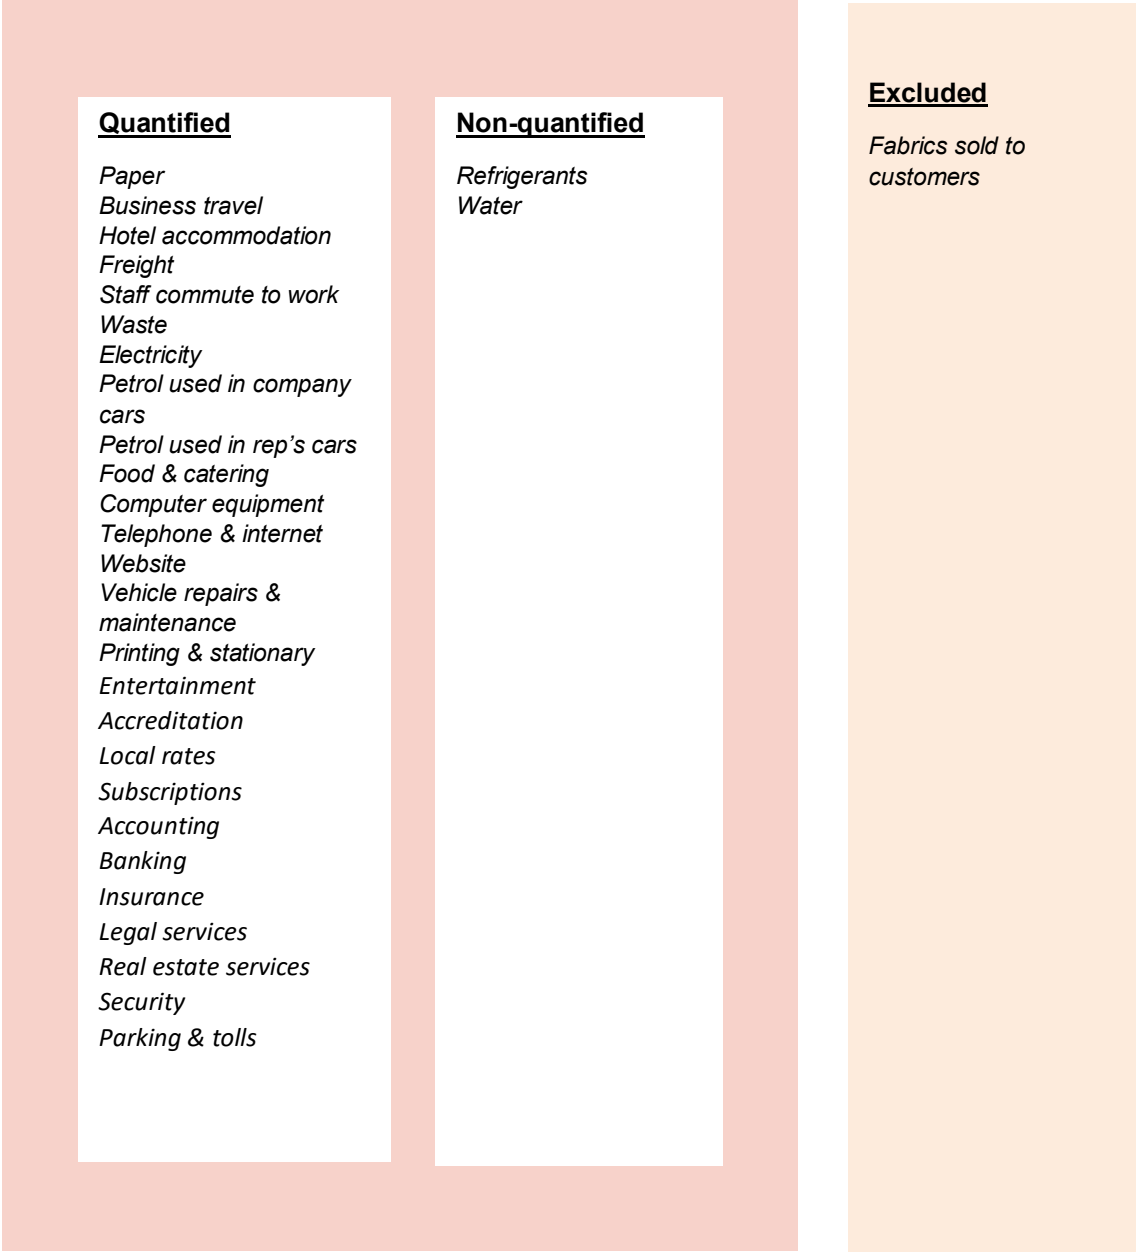 Quantified
Paper
Business travel
Hotel accommodation
Freight
Staff commute to work
Waste
Electricity
Petrol used in company
cars
Petrol used in rep’s cars
Food & catering
Computer equipment
Telephone & internet
Website
Vehicle repairs &
maintenance
Printing & stationary
Entertainment
Accreditation
Local rates
Subscriptions
Accounting
Banking
Insurance
Legal services
Real estate services
Security
Parking & tolls
Non-quantified
Refrigerants
Water
Excluded
Fabrics sold to
customers